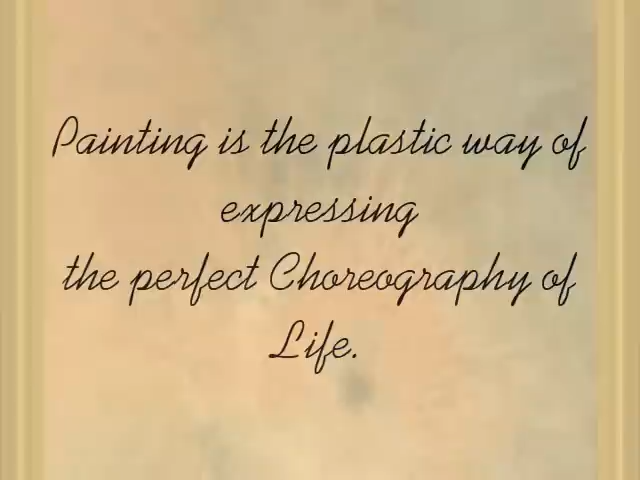 Painting is the plastic way of
expressing
the perfect Choreography of
Life.